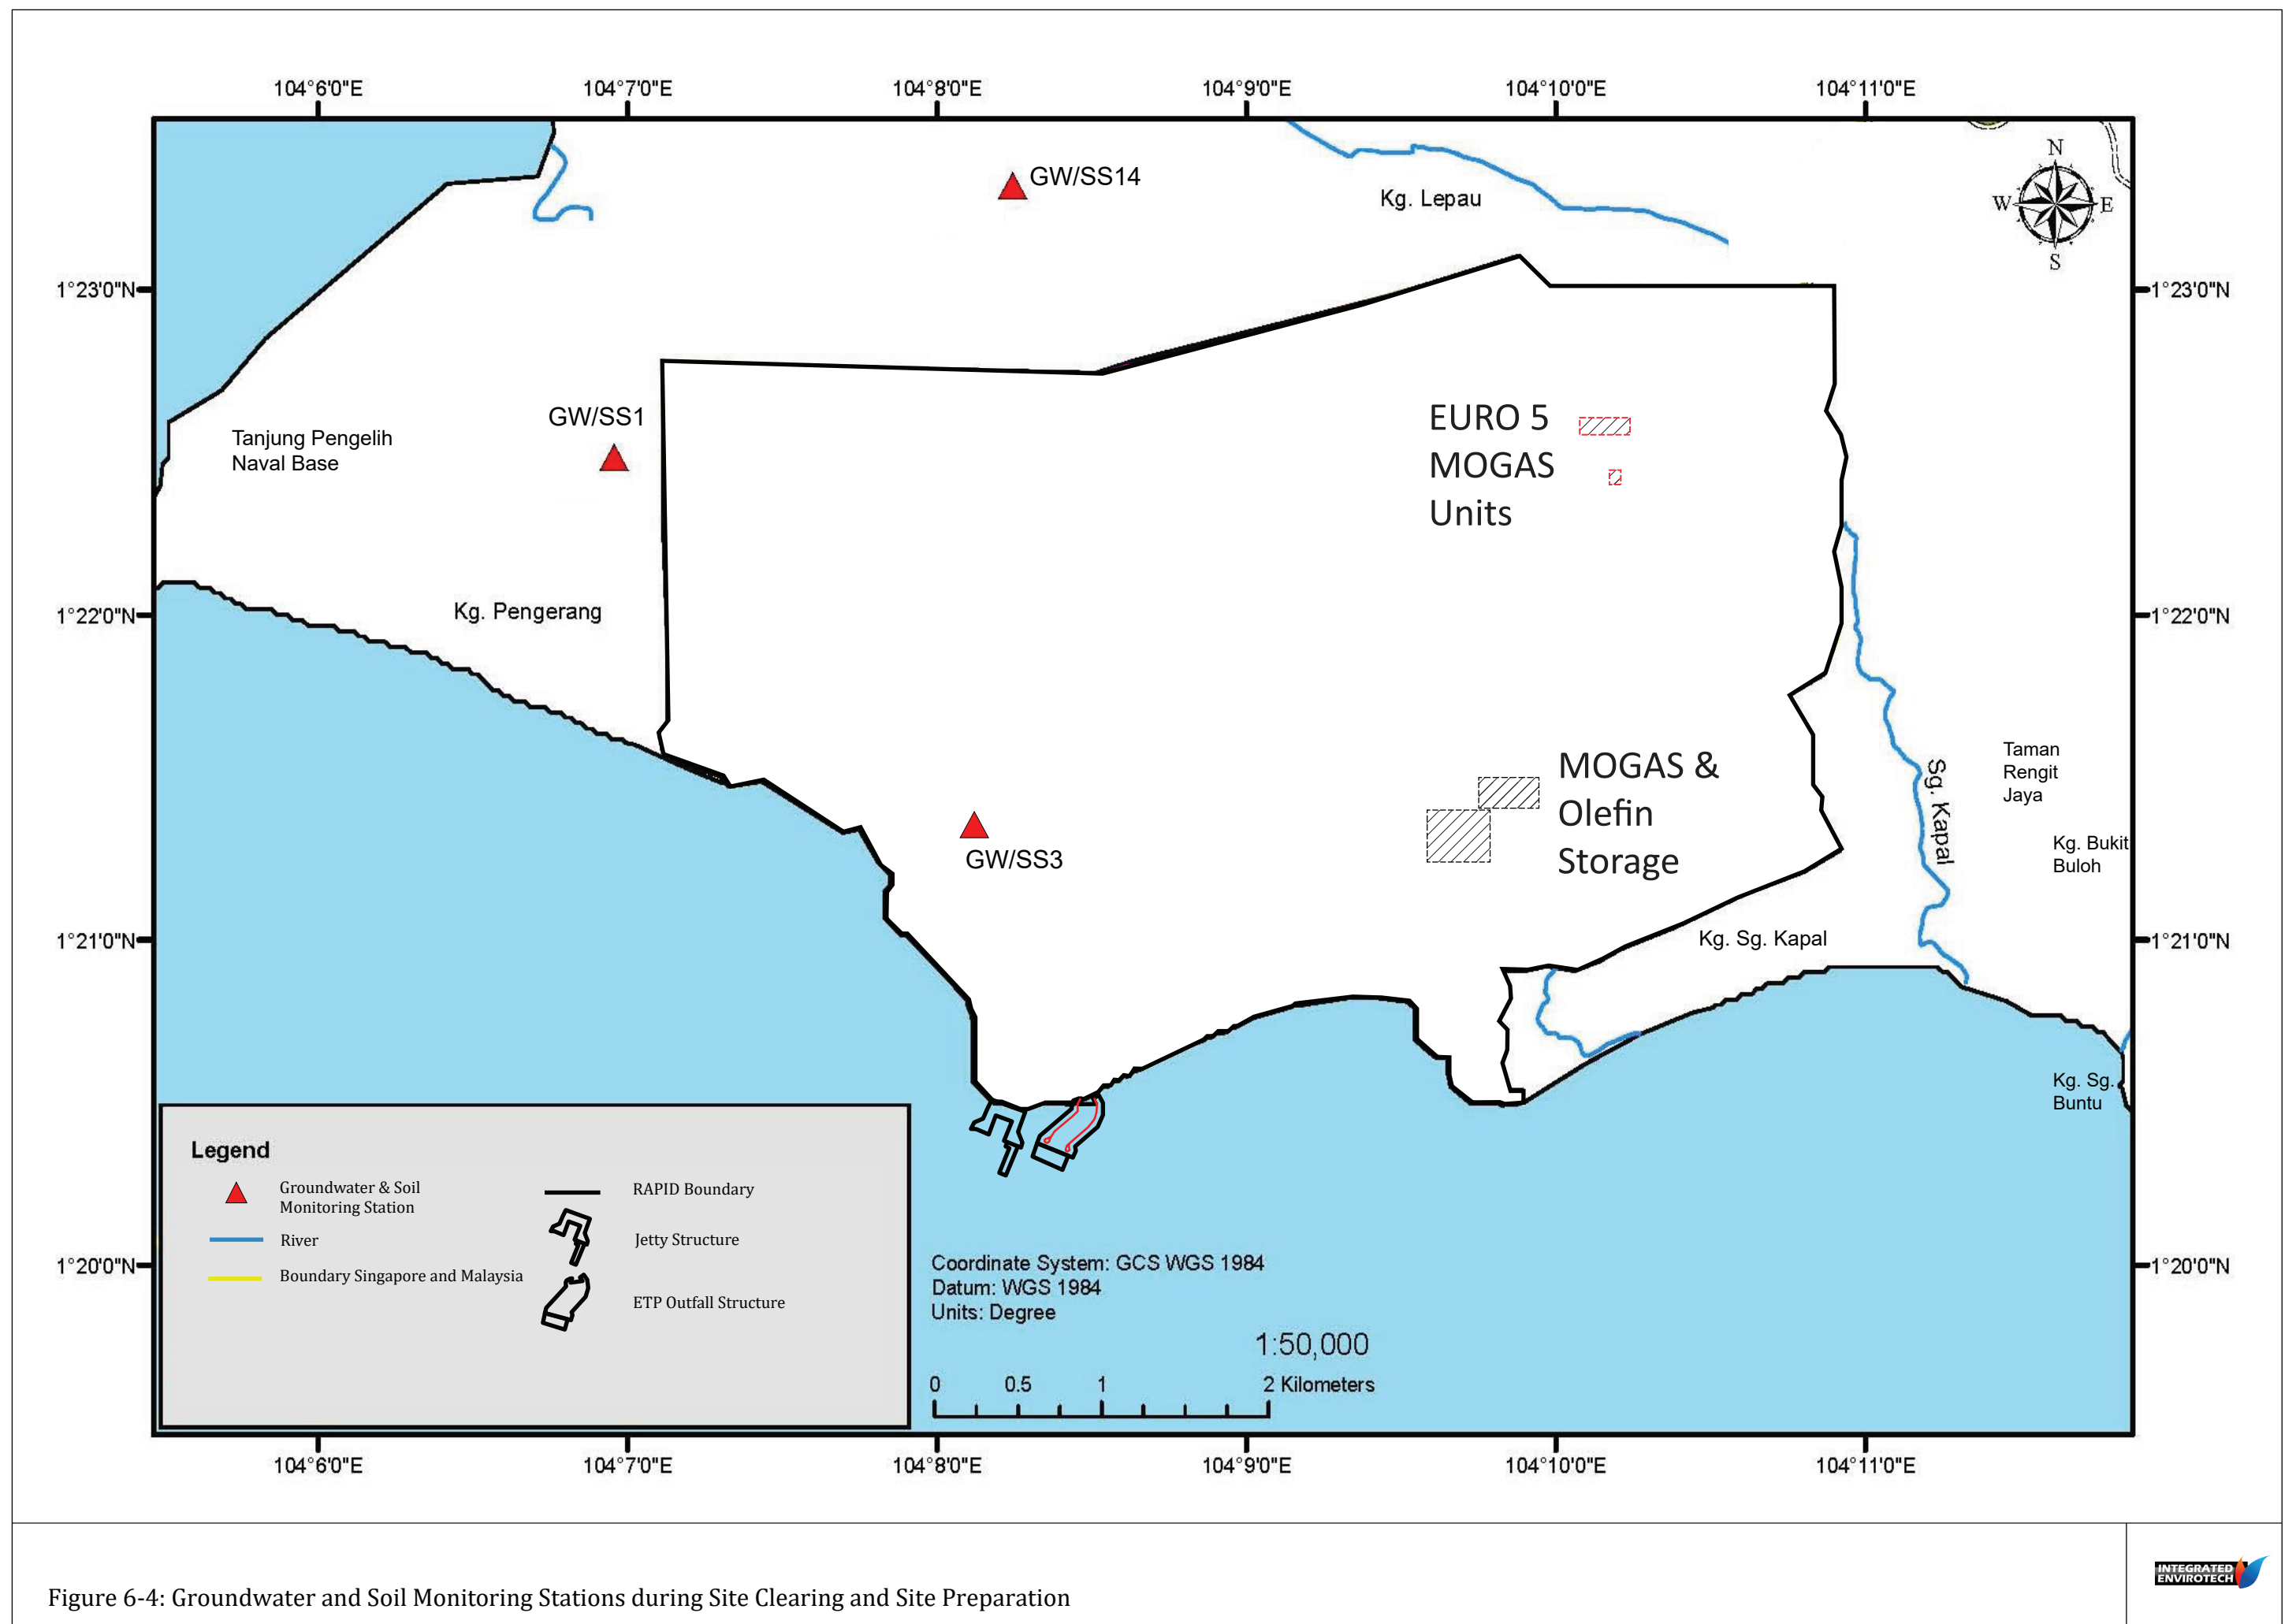 104°6'0"E
104°7'0"E
104°8'0"E
104°9'0"E
104°10'0"E
104°11'0"E
N
W
E
S
GW/SS14
Kg. Lepau
1°23'0"N
1°23'0"N
GW/SS1
Tanjung Pengelih
Naval Base
EURO 5
MOGAS
Units
1°22'0"N
Kg. Pengerang
1°22'0"N
MOGAS &
Olefin
Storage
Sg. Kapal
Taman
Rengit
Jaya
GW/SS3
Kg. Bukit
Buloh
1°21'0"N
Kg. Sg. Kapal
1°21'0"N
Kg. Sg.
Buntu
Legend
Groundwater & Soil
Monitoring Station
River
Boundary Singapore and Malaysia
RAPID Boundary
Jetty Structure
ETP Outfall Structure
1°20'0"N
1°20'0"N
Coordinate System: GCS WGS 1984
Datum: WGS 1984
Units: Degree
1:50,000
0 0.5 1 2 Kilometers
104°6'0"E
104°7'0"E
104°8'0"E
104°9'0"E
104°10'0"E
104°11'0"E
Figure 6-4: Groundwater and Soil Monitoring Stations during Site Clearing and Site Preparation
INTEGRATED
ENVIROTECH